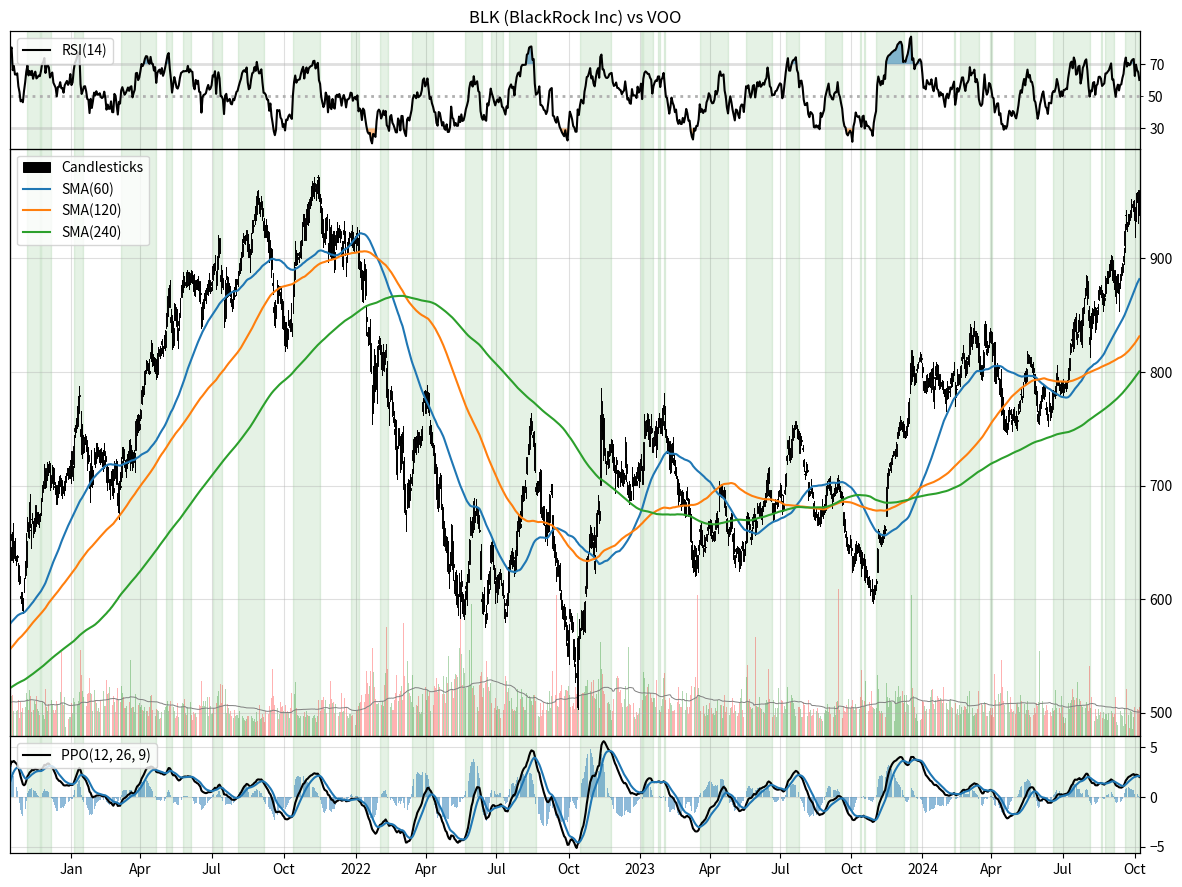 BLK (BlackRock Inc) vs VOO
RSI(14)
70
50
30
Candlesticks
SMA(60)
SMA(120)
SMA(240)
900
800
700
600
500
PPO(12, 26, 9)
5
0
−5
Jan Apr Jul Oct 2022 Apr Jul Oct 2023 Apr Jul Oct 2024 Apr Jul Oct